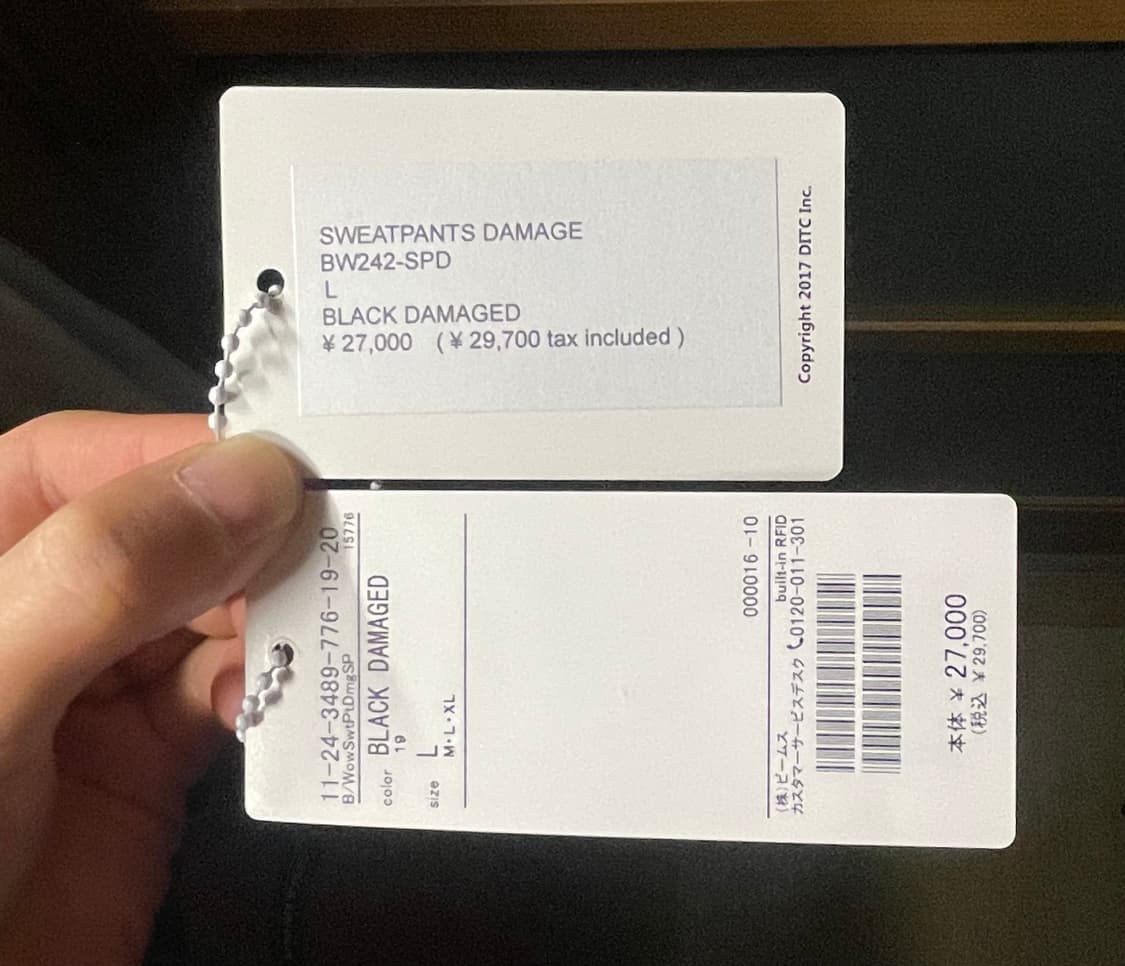 SWEATPANTS DAMAGE
BW242-SPD
L
BLACK DAMAGED
¥ 27,000 (¥ 29,700 tax included )
Copyright 2017 DITC Inc.
11-24-3489-776-19-20
B/WowSwtPtDmgSP 15776
color BLACK DAMAGED
19
size L
M・L・XL
000016 -10
(株)ビームス built-in RFID
カスタマーサービスデスク 0120-011-301
本体 ¥ 27,000
(税込 ¥ 29,700)